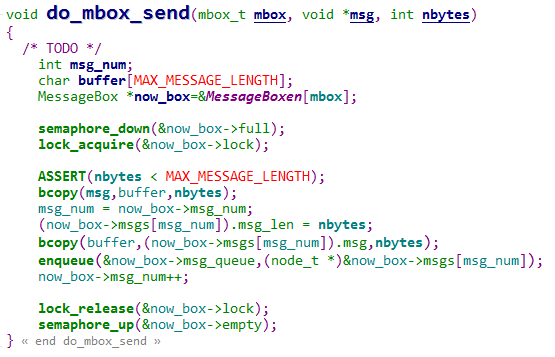 void do_mbox_send(mbox_t mbox, void *msg, int nbytes)
{
  /* TODO */
    int msg_num;
    char buffer[MAX_MESSAGE_LENGTH];
    MessageBox *now_box=&MessageBoxen[mbox];

    semaphore_down(&now_box->full);
    lock_acquire(&now_box->lock);

    ASSERT(nbytes < MAX_MESSAGE_LENGTH);
    bcopy(msg,buffer,nbytes);
    msg_num = now_box->msg_num;
    (now_box->msgs[msg_num]).msg_len = nbytes;
    bcopy(buffer,(now_box->msgs[msg_num]).msg,nbytes);
    enqueue(&now_box->msg_queue,(node_t *)&now_box->msgs[msg_num]);
    now_box->msg_num++;

    lock_release(&now_box->lock);
    semaphore_up(&now_box->empty);
} « end do_mbox_send »